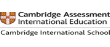 Cambridge Assessment
International Education
Cambridge International School